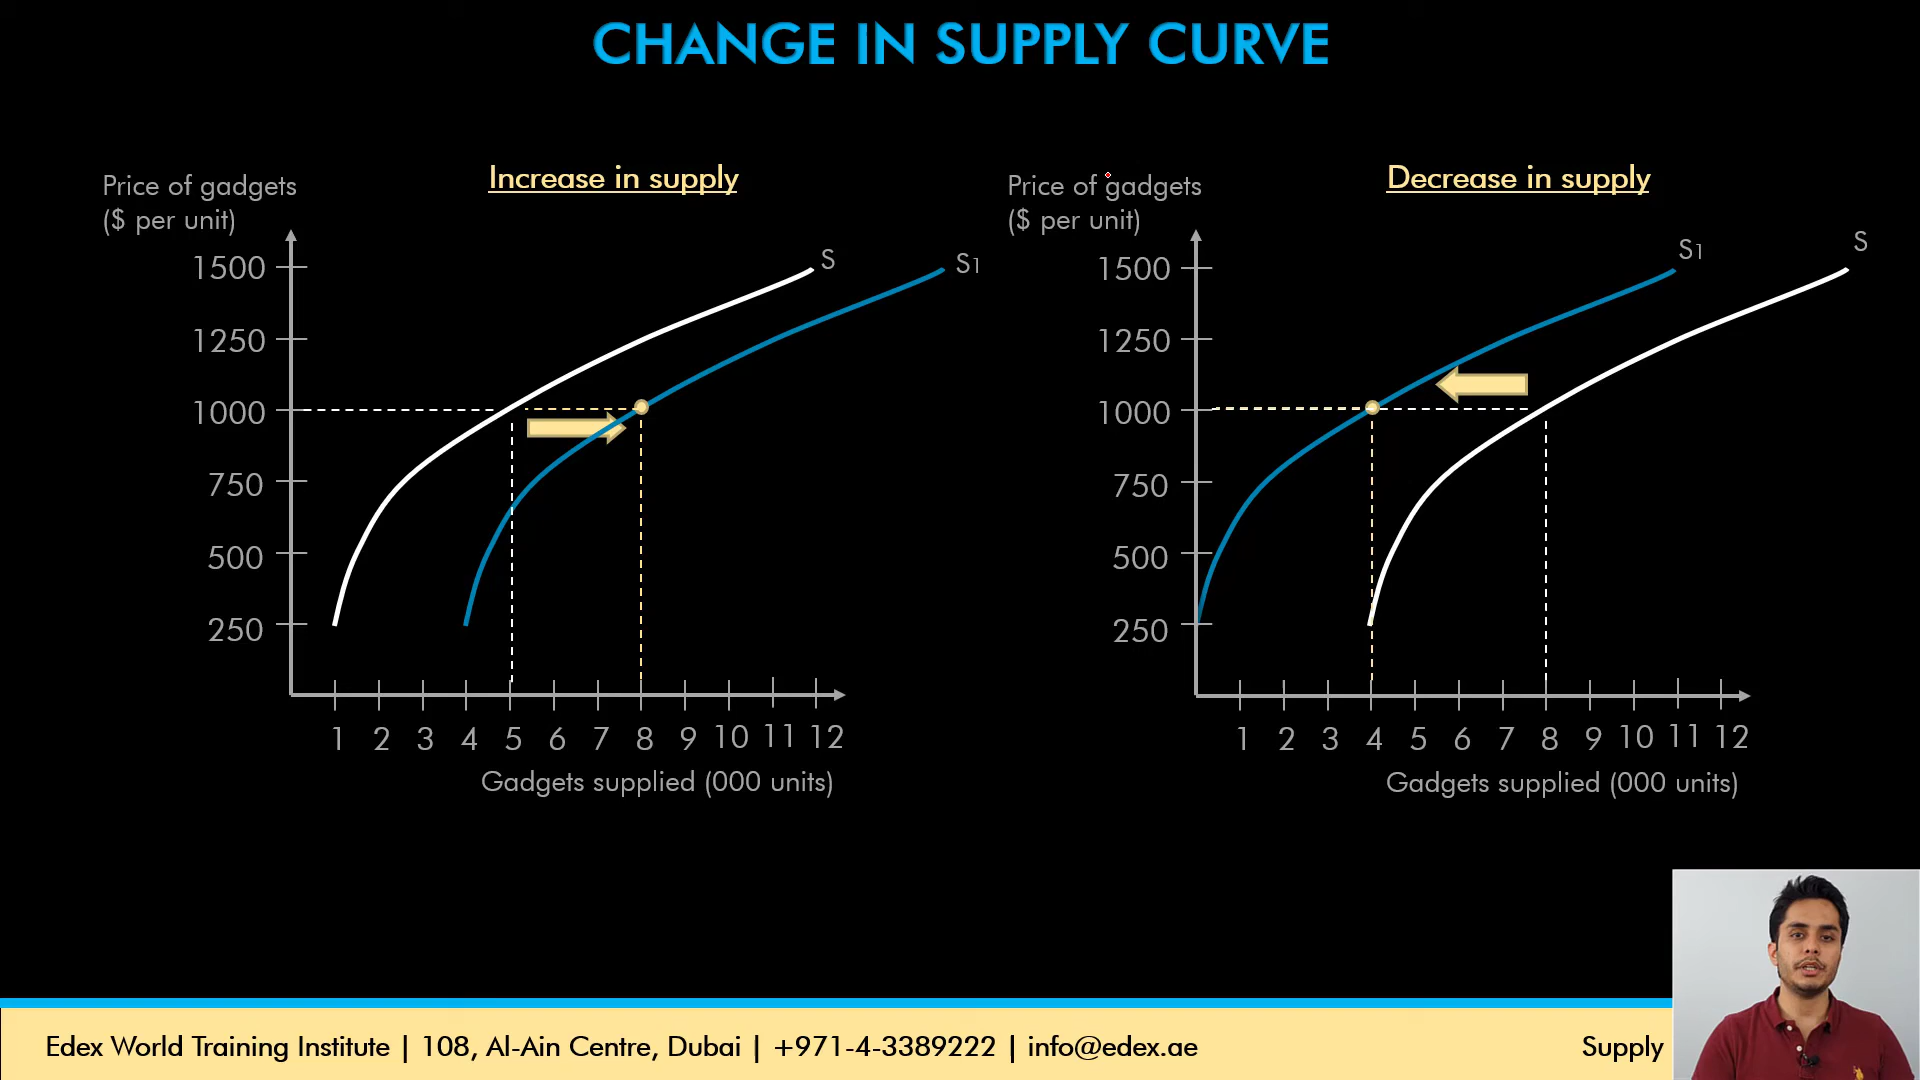 CHANGE IN SUPPLY CURVE
Price of gadgets
($ per unit)
Increase in supply
S
S1
1500
1250
1000
750
500
250
1 2 3 4 5 6 7 8 9 10 11 12
Gadgets supplied (000 units)
Price of gadgets
($ per unit)
Decrease in supply
S1
S
1500
1250
1000
750
500
250
1 2 3 4 5 6 7 8 9 10 11 12
Gadgets supplied (000 units)
Edex World Training Institute | 108, Al-Ain Centre, Dubai | +971-4-3389222 | info@edex.ae
Supply